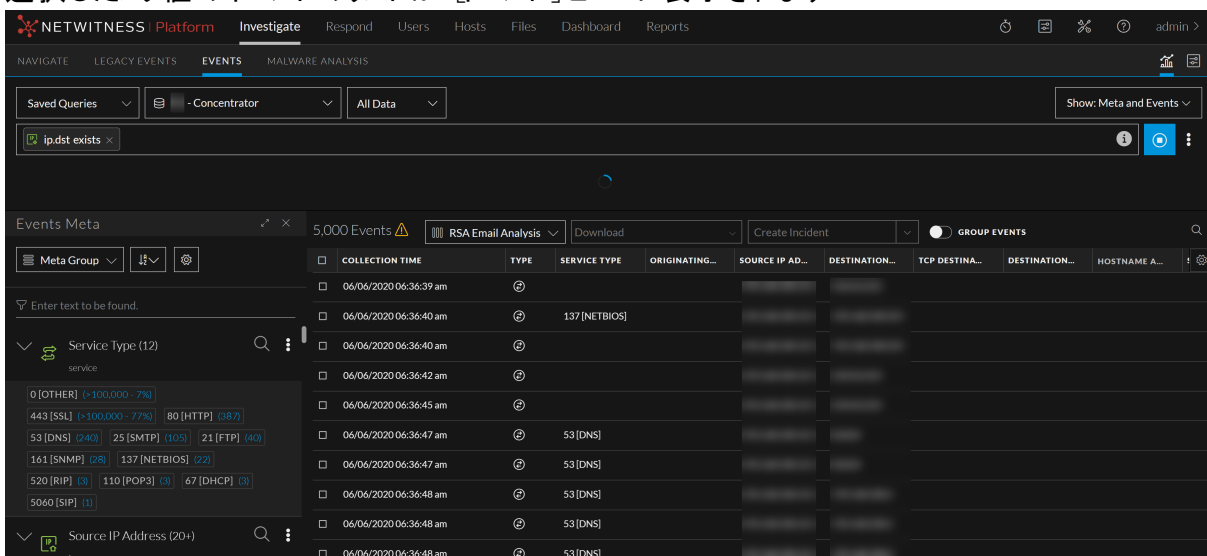 NETWITNESS Platform Investigate Respond Users Hosts Files Dashboard Reports admin >
NAVIGATE LEGACY EVENTS EVENTS MALWARE ANALYSIS
Saved Queries - Concentrator All Data Show: Meta and Events
ip.dst exists ×
Events Meta
5,000 Events RSA Email Analysis Download Create Incident GROUP EVENTS
Meta Group
COLLECTION TIME TYPE SERVICE TYPE ORIGINATING... SOURCE IP AD... DESTINATION... TCP DESTINA... DESTINATION... HOSTNAME A...
Enter text to be found.
Service Type (12)
service
0 [OTHER] (>100,000 - 7%)
443 [SSL] (>100,000 - 77%) 80 [HTTP] (387)
53 [DNS] (240) 25 [SMTP] (105) 21 [FTP] (40)
161 [SNMP] (28) 137 [NETBIOS] (22)
520 [RIP] (3) 110 [POP3] (3) 67 [DHCP] (3)
5060 [SIP] (1)
Source IP Address (20+)
06/06/2020 06:36:39 am
06/06/2020 06:36:40 am 137 [NETBIOS]
06/06/2020 06:36:40 am
06/06/2020 06:36:42 am
06/06/2020 06:36:45 am
06/06/2020 06:36:47 am 53 [DNS]
06/06/2020 06:36:47 am 53 [DNS]
06/06/2020 06:36:48 am 53 [DNS]
06/06/2020 06:36:48 am 53 [DNS]
06/06/2020 06:36:48 am 53 [DNS]